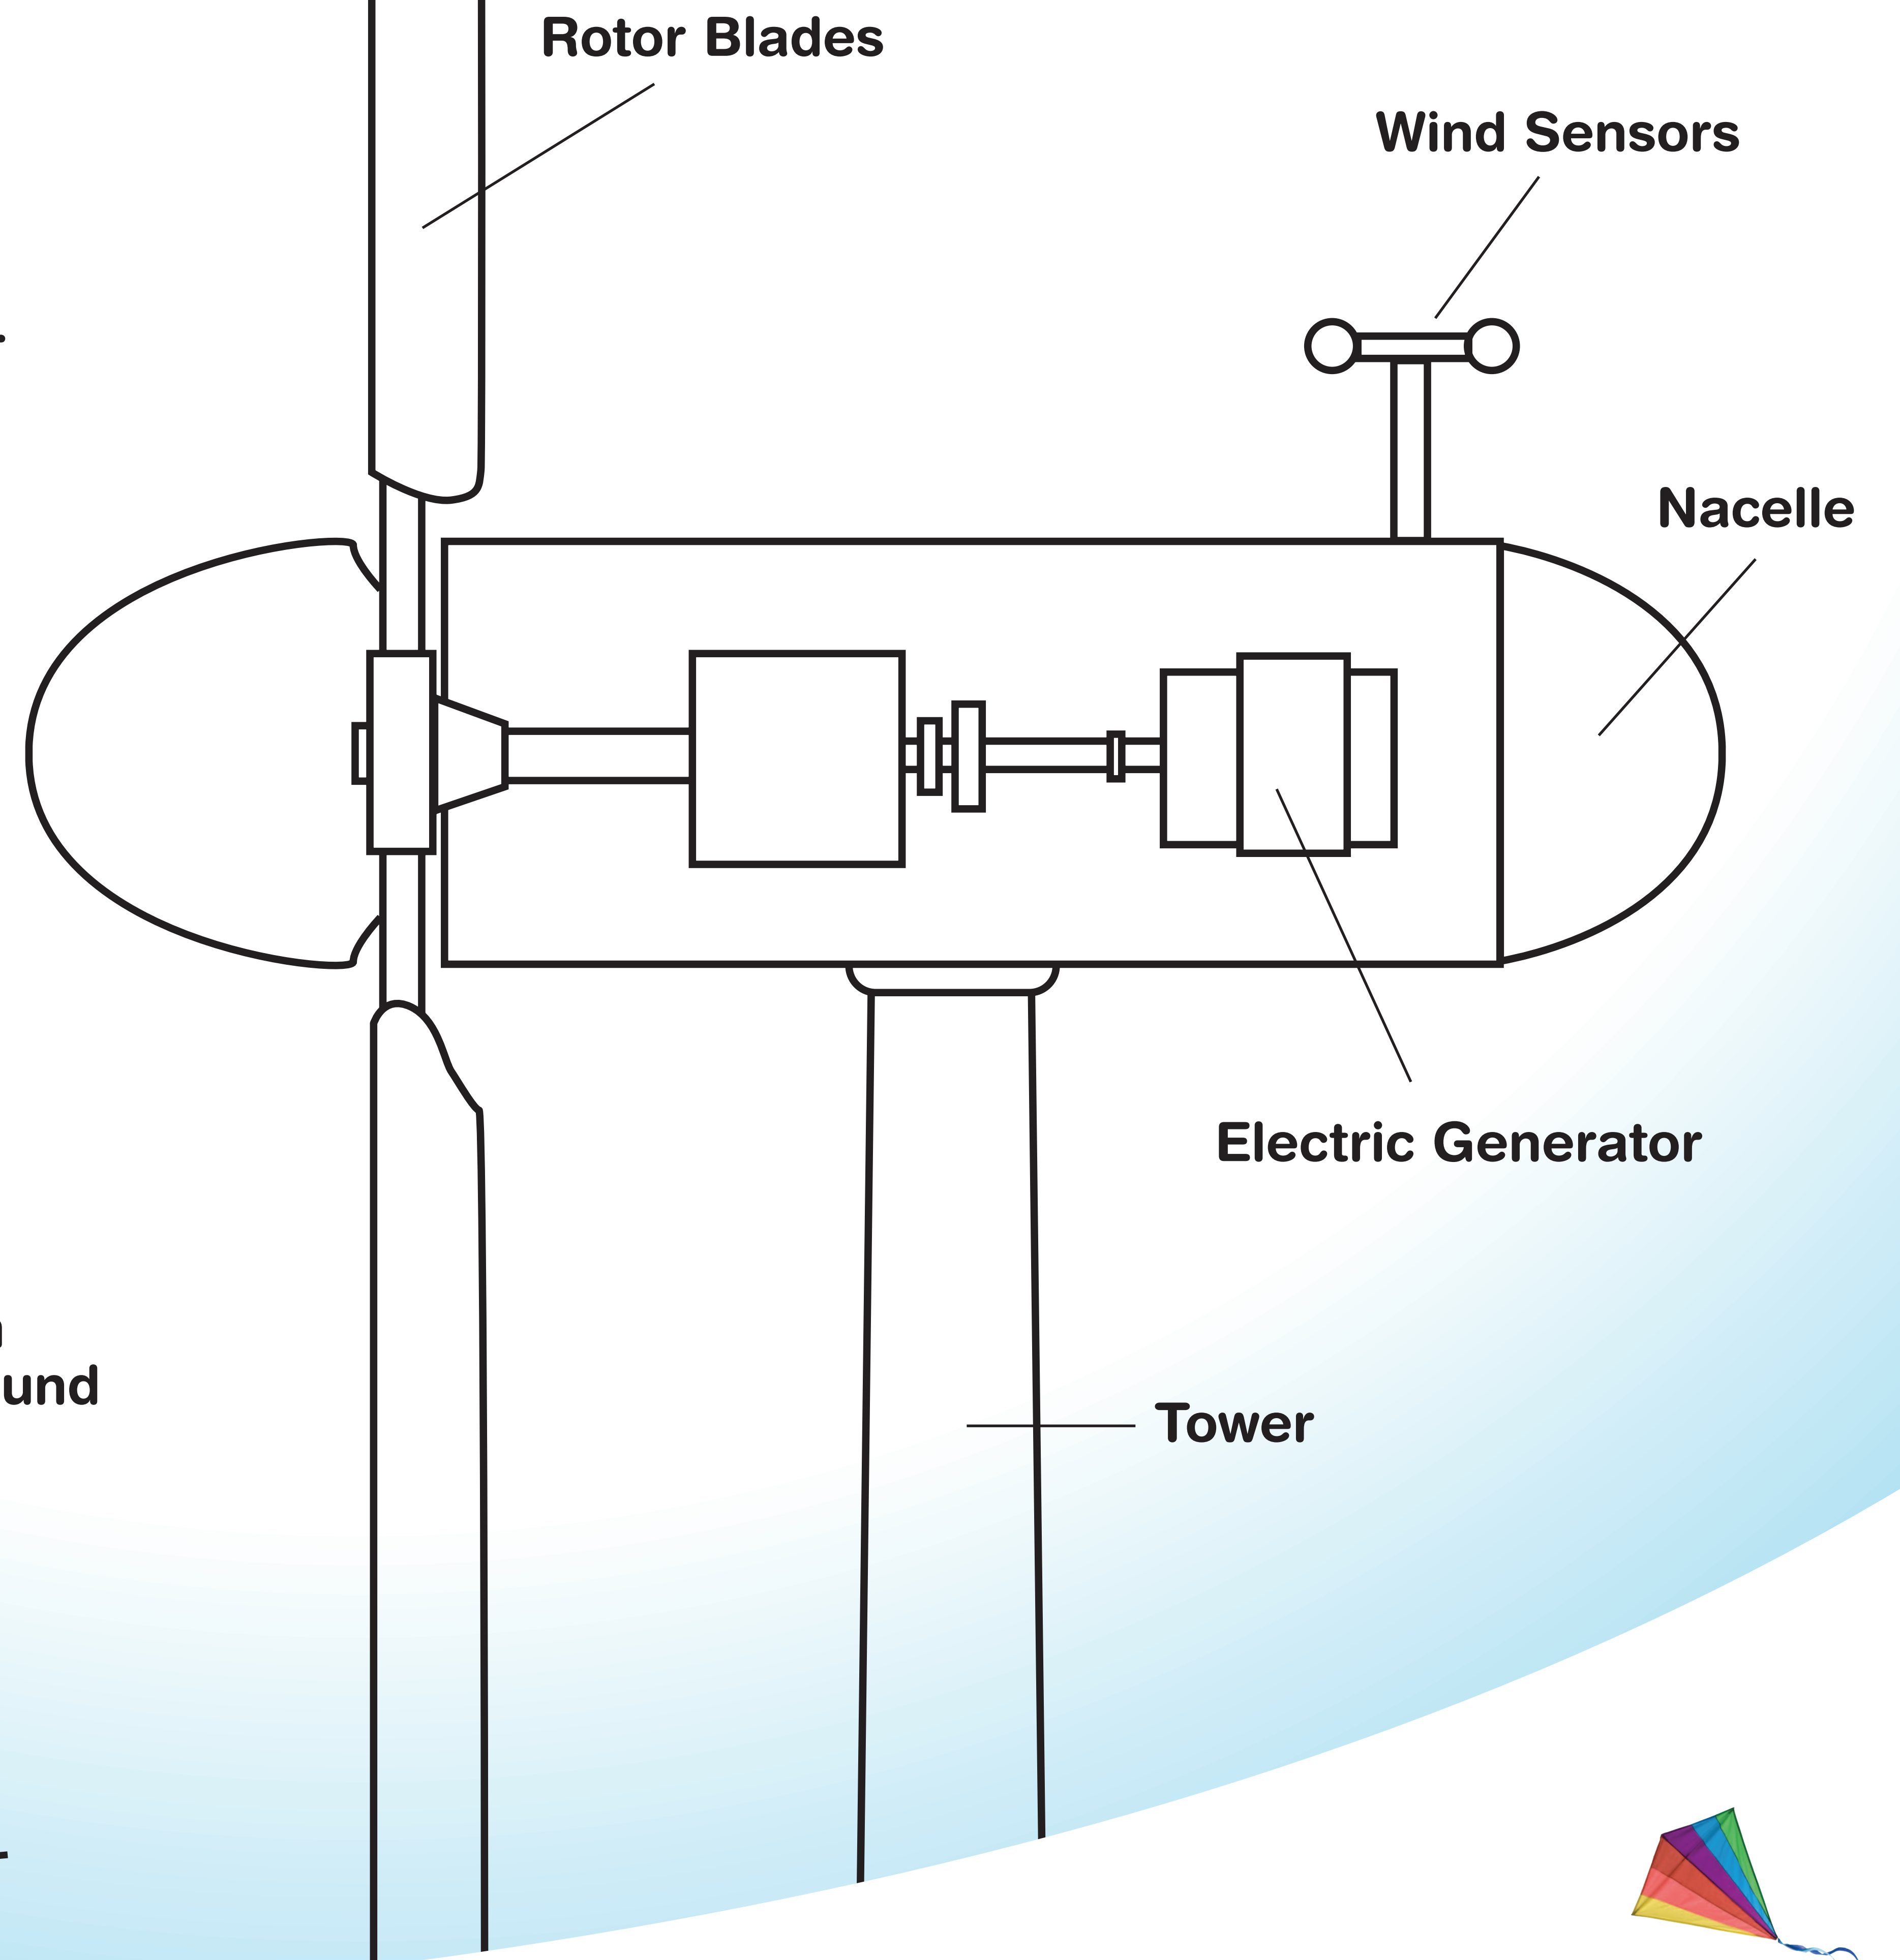 Rotor Blades
Wind Sensors
Nacelle
Electric Generator
und
Tower